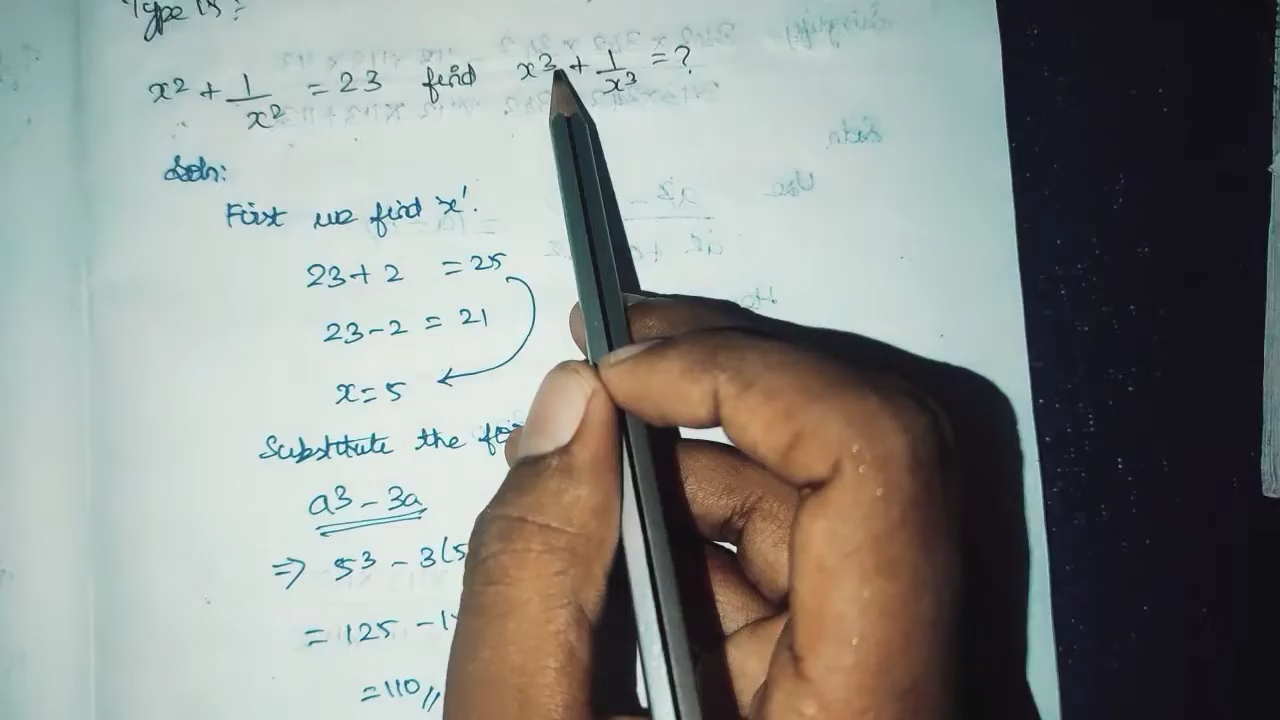 Type
x² + 1/x² = 23 find x³ + 1/x³ = ?
Soln:
First we find 'x'.
23 + 2 = 25
23 - 2 = 21
x = 5
Substitute the
a3 - 3a
⇒ 5³ - 3(5
= 125 - 1
= 110 //